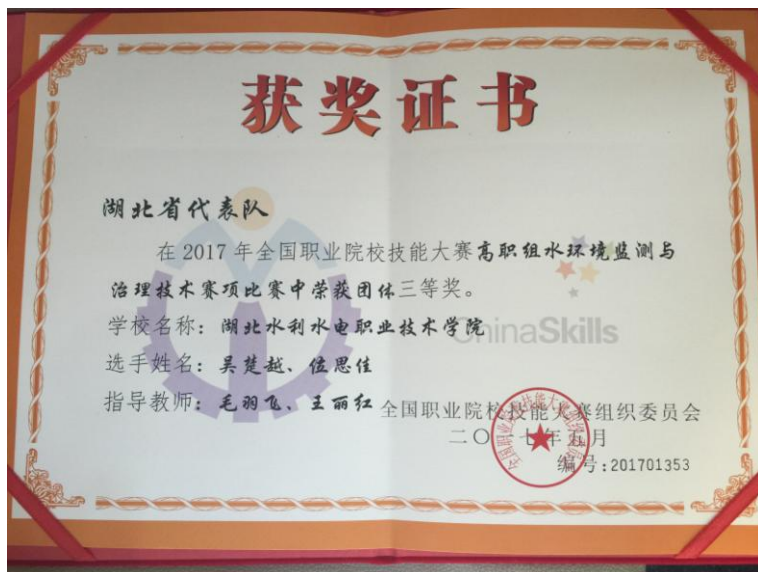 获奖证书
湖北省代表队
在2017年全国职业院校技能大赛高职组水环境监测与
治理技术赛项比赛中荣获团体三等奖。
学校名称：湖北水利水电职业技术学院
ChinaSkills
选手姓名：吴楚越、位思佳
指导教师：毛羽飞、王丽红
全国职业院校技能大赛组织委员会
二〇一七年五月
编号:201701353